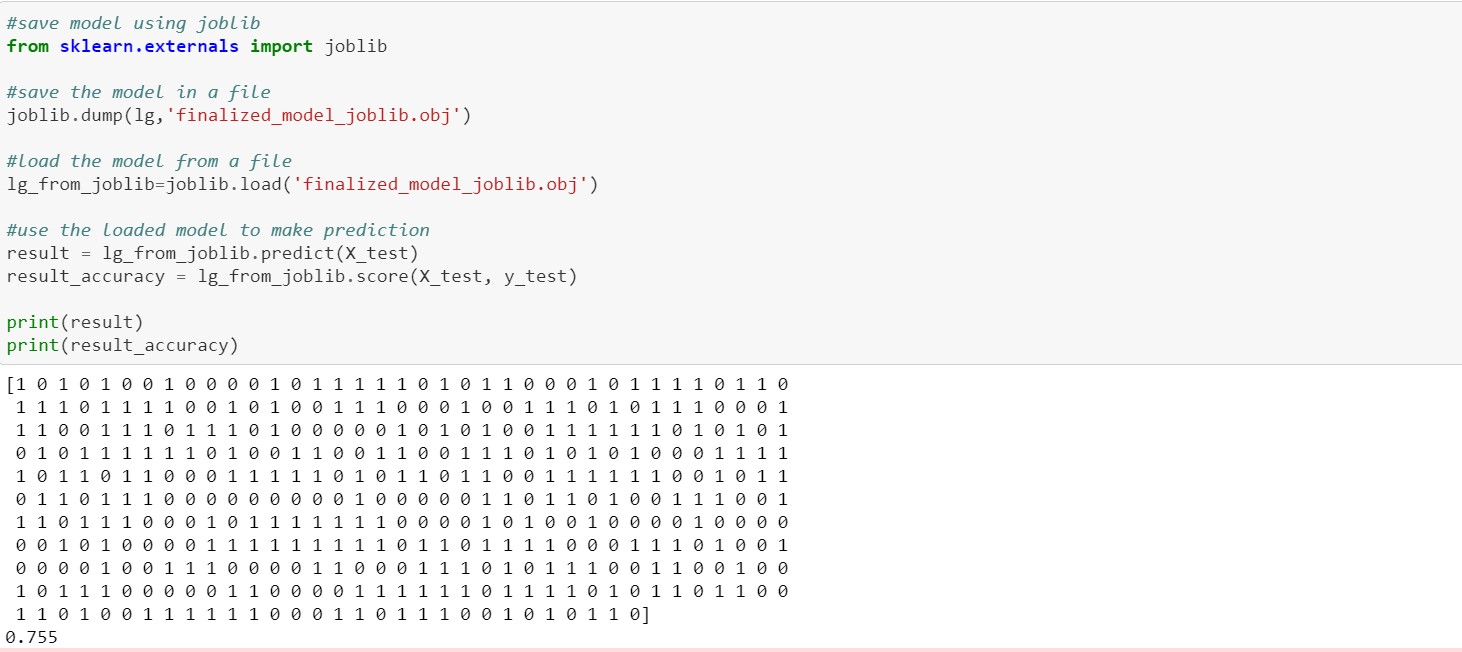 #save model using joblib
from sklearn.externals import joblib
#save the model in a file
joblib.dump(lg,'finalized_model_joblib.obj')
#load the model from a file
lg_from_joblib=joblib.load('finalized_model_joblib.obj')
#use the loaded model to make prediction
result = lg_from_joblib.predict(X_test)
result_accuracy = lg_from_joblib.score(X_test, y_test)
print(result)
print(result_accuracy)
[1 0 1 0 1 0 0 1 0 0 0 0 1 0 1 1 1 1 1 0 1 0 1 1 0 0 0 1 0 1 1 1 1 0 1 1 0
1 1 1 0 1 1 1 1 0 0 1 0 1 0 0 1 1 1 0 0 0 1 0 0 1 1 1 0 1 0 1 1 1 0 0 0 1
1 1 0 0 1 1 1 0 1 1 1 0 1 0 0 0 0 0 1 0 1 0 1 0 0 1 1 1 1 1 1 0 1 0 1 0 1
0 1 0 1 1 1 1 1 1 0 1 0 0 1 1 0 0 1 1 0 0 1 1 1 0 1 0 1 0 1 0 0 0 1 1 1 1
1 0 1 1 0 1 1 0 0 0 1 1 1 1 1 0 1 0 1 1 0 1 1 0 0 1 1 1 1 1 1 0 0 1 0 1 1
0 1 1 0 1 1 1 0 0 0 0 0 0 0 0 0 1 0 0 0 0 0 1 1 0 1 1 0 1 0 0 1 1 1 0 0 1
1 1 0 1 1 1 0 0 0 1 0 1 1 1 1 1 1 1 0 0 0 0 1 0 1 0 0 1 0 0 0 0 1 0 0 0 0
0 0 1 0 1 0 0 0 0 1 1 1 1 1 1 1 1 1 0 1 1 0 1 1 1 1 0 0 0 1 1 1 0 1 0 0 1
0 0 0 0 1 0 0 1 1 1 0 0 0 0 1 1 0 0 0 1 1 1 0 1 0 1 1 1 0 0 1 1 0 0 1 0 0
1 0 1 1 1 0 0 0 0 0 1 1 0 0 0 0 1 1 1 1 1 1 0 1 1 1 1 0 1 0 1 1 0 1 1 0 0
1 1 0 1 0 0 1 1 1 1 1 1 0 0 0 1 1 0 1 1 1 0 0 1 0 1 0 1 1 0]
0.755